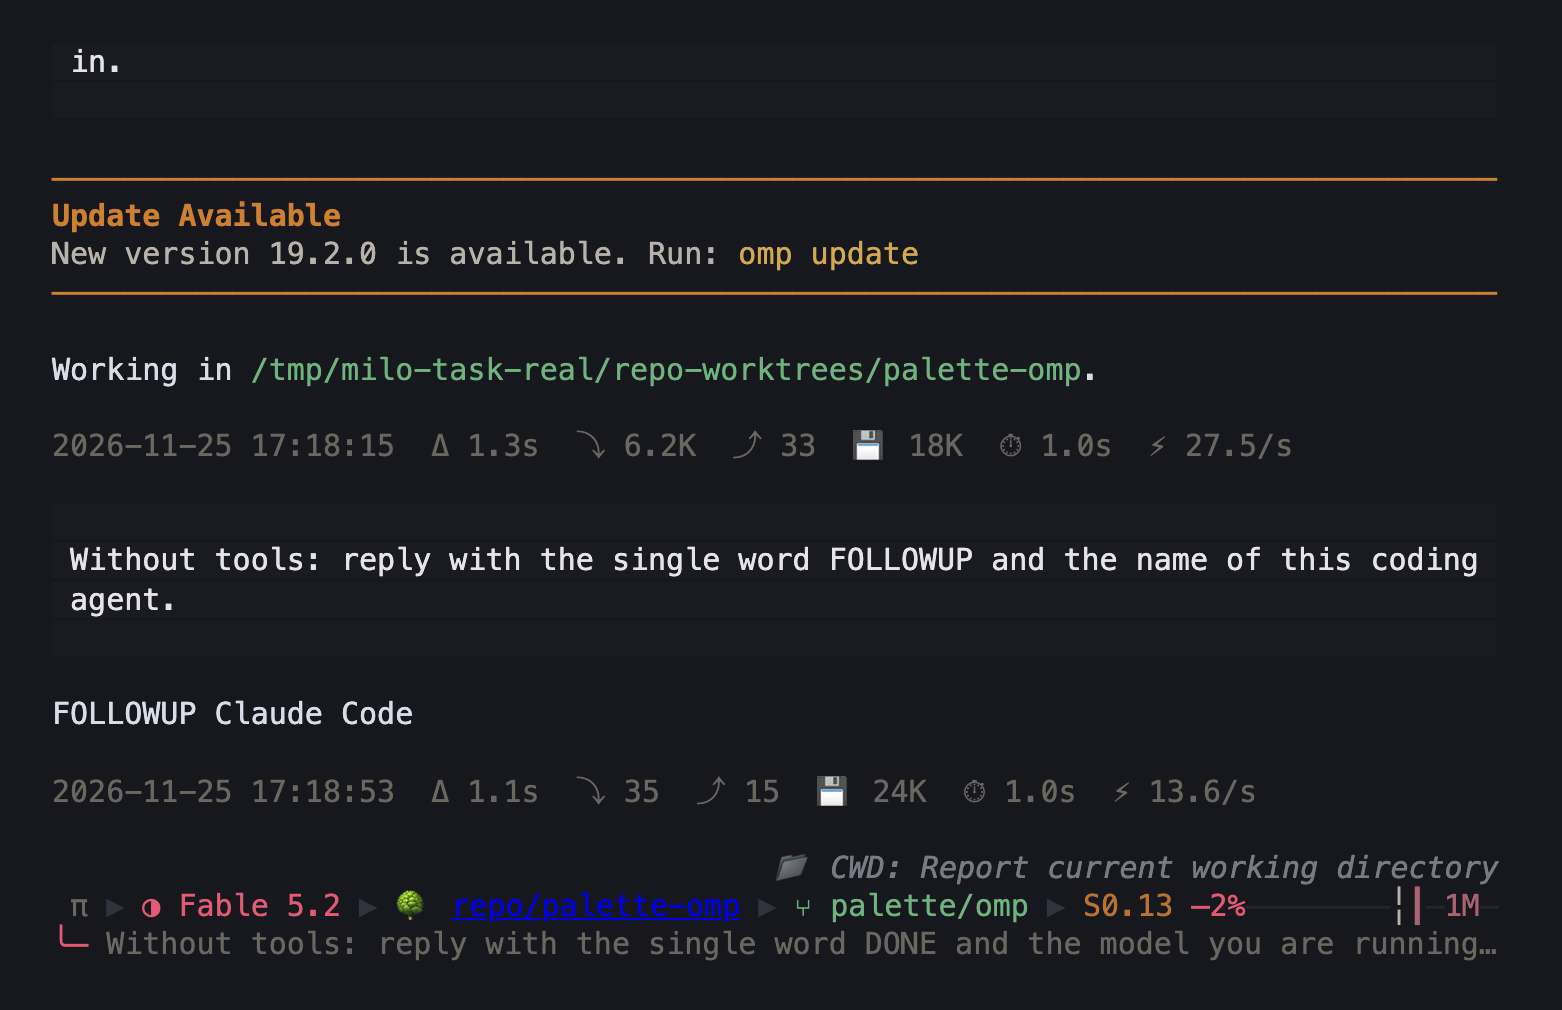 in.
Update Available
New version 19.2.0 is available. Run: omp update
Working in /tmp/milo-task-real/repo-worktrees/palette-omp.
2026-11-25 17:18:15 Δ 1.3s ⤵ 6.2K ⤴ 33 💾 18K ⏱ 1.0s ⚡ 27.5/s
Without tools: reply with the single word FOLLOWUP and the name of this coding
agent.
FOLLOWUP Claude Code
2026-11-25 17:18:53 Δ 1.1s ⤵ 35 ⤴ 15 💾 24K ⏱ 1.0s ⚡ 13.6/s
📁 CWD: Report current working directory
π ▶ ◑ Fable 5.2 ▶ 🌳 repo/palette-omp ▶ ⑂ palette/omp ▶ S0.13 —2% 1M
Without tools: reply with the single word DONE and the model you are running…